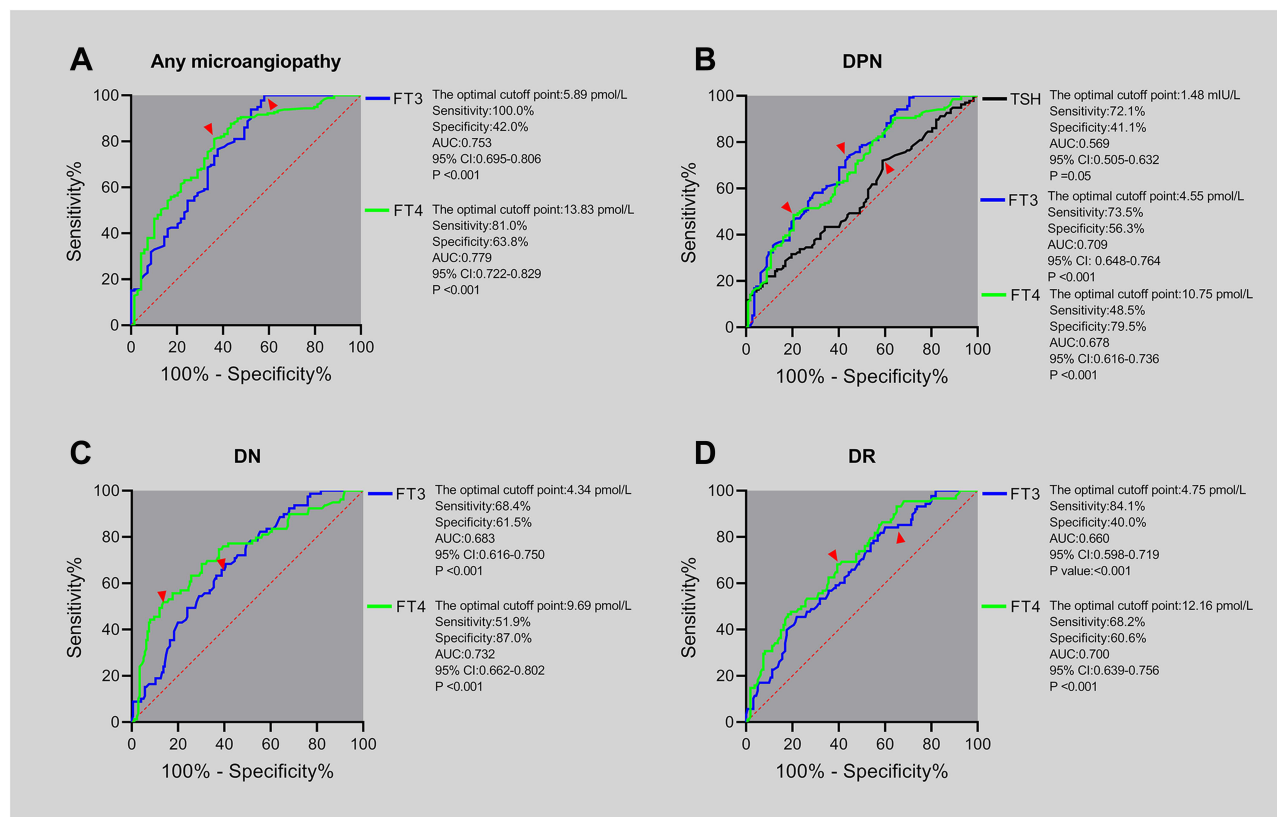 A
Any microangiopathy
Sensitivity%
100
80
60
40
20
0
0 20 40 60 80 100
100% - Specificity%
FT3
The optimal cutoff point:5.89 pmol/L
Sensitivity:100.0%
Specificity:42.0%
AUC:0.753
95% CI:0.695-0.806
P <0.001
FT4
The optimal cutoff point:13.83 pmol/L
Sensitivity:81.0%
Specificity:63.8%
AUC:0.779
95% CI:0.722-0.829
P <0.001
B
DPN
Sensitivity%
100
80
60
40
20
0
0 20 40 60 80 100
100% - Specificity%
TSH
The optimal cutoff point:1.48 mIU/L
Sensitivity:72.1%
Specificity:41.1%
AUC:0.569
95% CI:0.505-0.632
P =0.05
FT3
The optimal cutoff point:4.55 pmol/L
Sensitivity:73.5%
Specificity:56.3%
AUC:0.709
95% CI: 0.648-0.764
P <0.001
FT4
The optimal cutoff point:10.75 pmol/L
Sensitivity:48.5%
Specificity:79.5%
AUC:0.678
95% CI:0.616-0.736
P <0.001
C
DN
Sensitivity%
100
80
60
40
20
0
0 20 40 60 80 100
100% - Specificity%
FT3
The optimal cutoff point:4.34 pmol/L
Sensitivity:68.4%
Specificity:61.5%
AUC:0.683
95% CI:0.616-0.750
P <0.001
FT4
The optimal cutoff point:9.69 pmol/L
Sensitivity:51.9%
Specificity:87.0%
AUC:0.732
95% CI:0.662-0.802
P <0.001
D
DR
Sensitivity%
100
80
60
40
20
0
0 20 40 60 80 100
100% - Specificity%
FT3
The optimal cutoff point:4.75 pmol/L
Sensitivity:84.1%
Specificity:40.0%
AUC:0.660
95% CI:0.598-0.719
P value:<0.001
FT4
The optimal cutoff point:12.16 pmol/L
Sensitivity:68.2%
Specificity:60.6%
AUC:0.700
95% CI:0.639-0.756
P <0.001